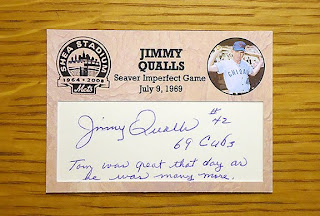 SHEA STADIUM
1964 · 2008
Mets
JIMMY
QUALLS
Seaver Imperfect Game
July 9, 1969
CHICAGO
Jimmy Qualls #42
69 Cubs
Tom was great that day as
he was many more.